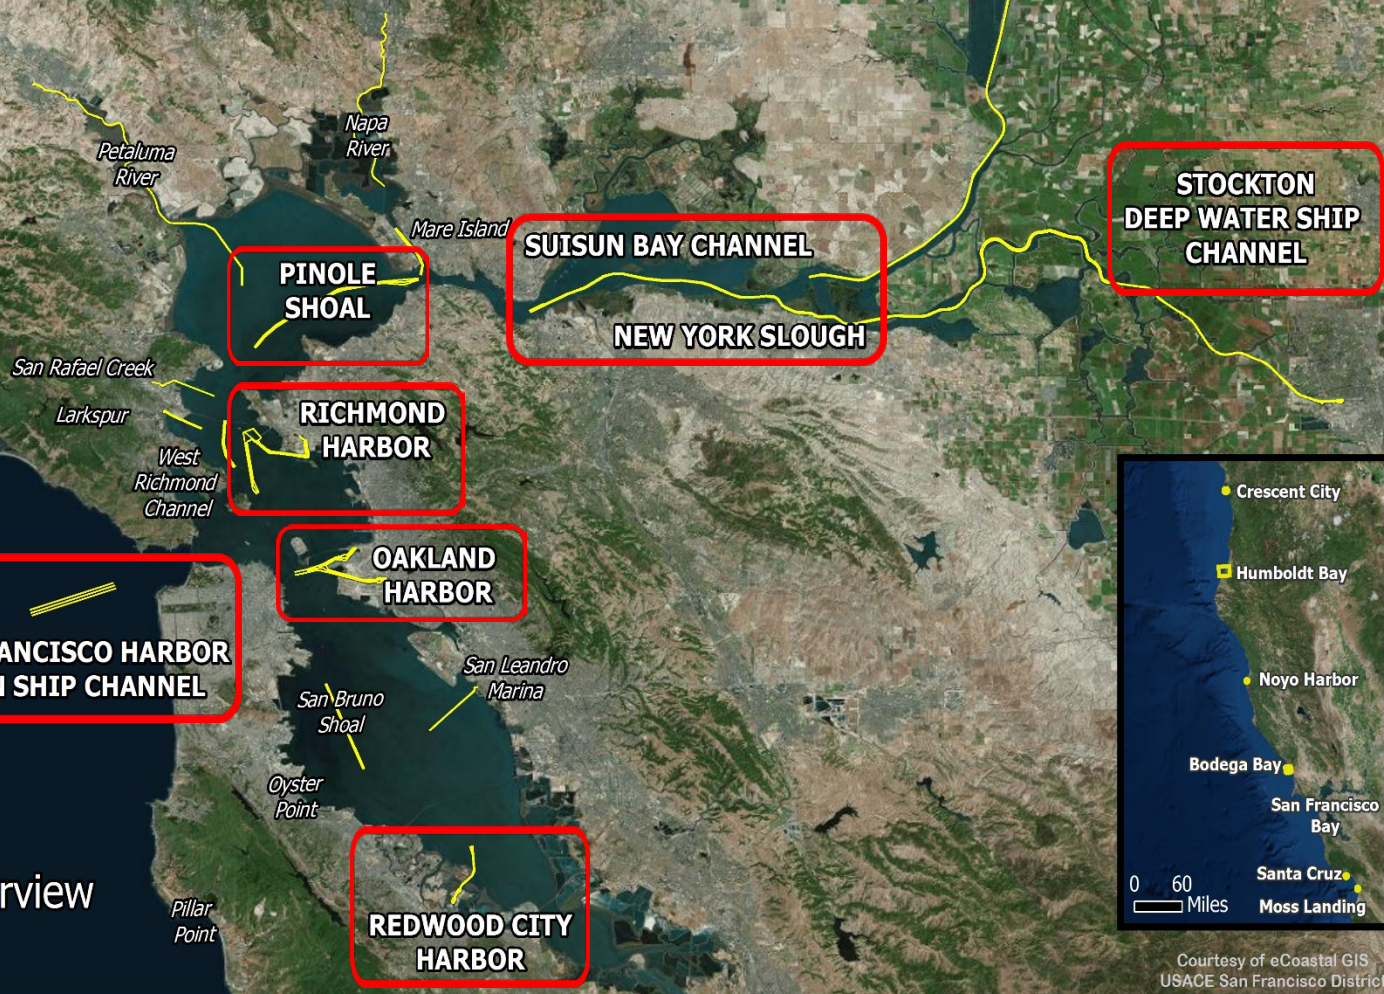 Napa
River
Petaluma
River
Mare Island
STOCKTON
DEEP WATER SHIP
CHANNEL
SUISUN BAY CHANNEL
NEW YORK SLOUGH
PINOLE
SHOAL
San Rafael Creek
Larkspur
RICHMOND
HARBOR
West
Richmond
Channel
OAKLAND
HARBOR
ANCISCO HARBOR
SHIP CHANNEL
San Leandro
Marina
San Bruno
Shoal
Oyster
Point
rview
Pillar
Point
REDWOOD CITY
HARBOR
Crescent City
Humboldt Bay
Noyo Harbor
Bodega Bay
San Francisco
Bay
Santa Cruz
Moss Landing
0 60
Miles
Courtesy of eCoastal GIS
USACE San Francisco District